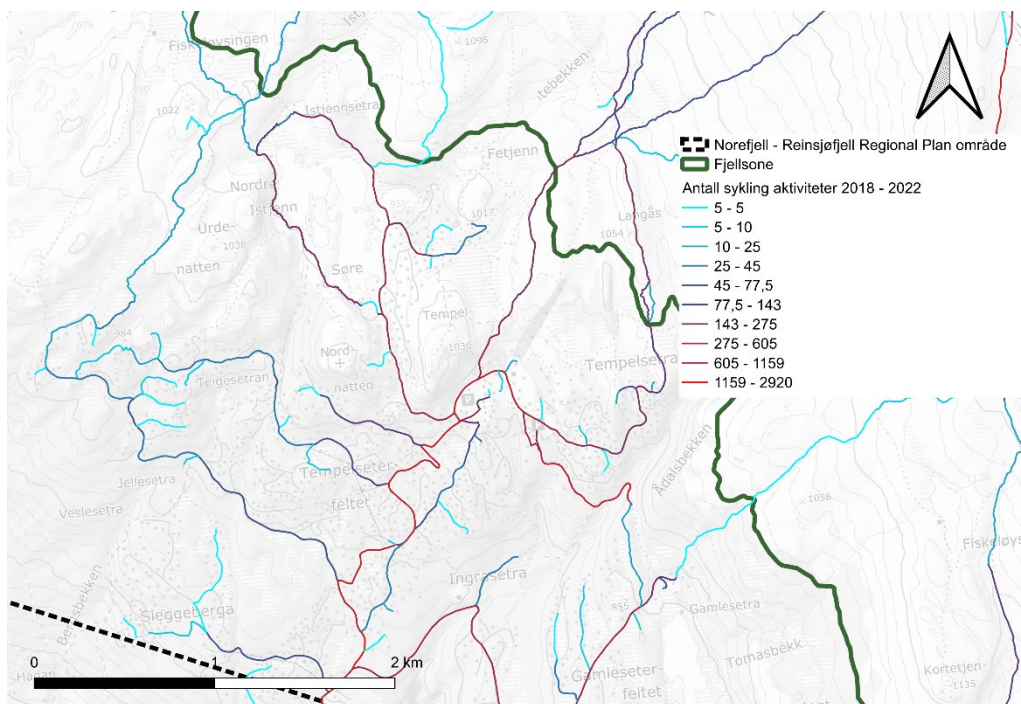 Fiskeløysingen
1096
1022
Istjennsetra
Fetjenn
Nordre
Istjenn
Urde-
natten
1038
950
959
1017
Langås
1054
Søre
Tempel-
1030
Nord-
natten
Tempelsetra
984
Teigesetran
P
Jellesetra
Veslesetra
Tempelseter-
feltet
Ådalsbekken
1056
1136
Fiskeløys
Sleggeberga
Ingrasetra
855
Gamlesetra
Tomasbekk
Gamleseter-
feltet
Kortetjen-
1135
Norefjell - Reinsjøfjell Regional Plan område
Fjellsone
Antall sykling aktiviteter 2018 - 2022
5 - 5
5 - 10
10 - 25
25 - 45
45 - 77,5
77,5 - 143
143 - 275
275 - 605
605 - 1159
1159 - 2920
0 1 2 km